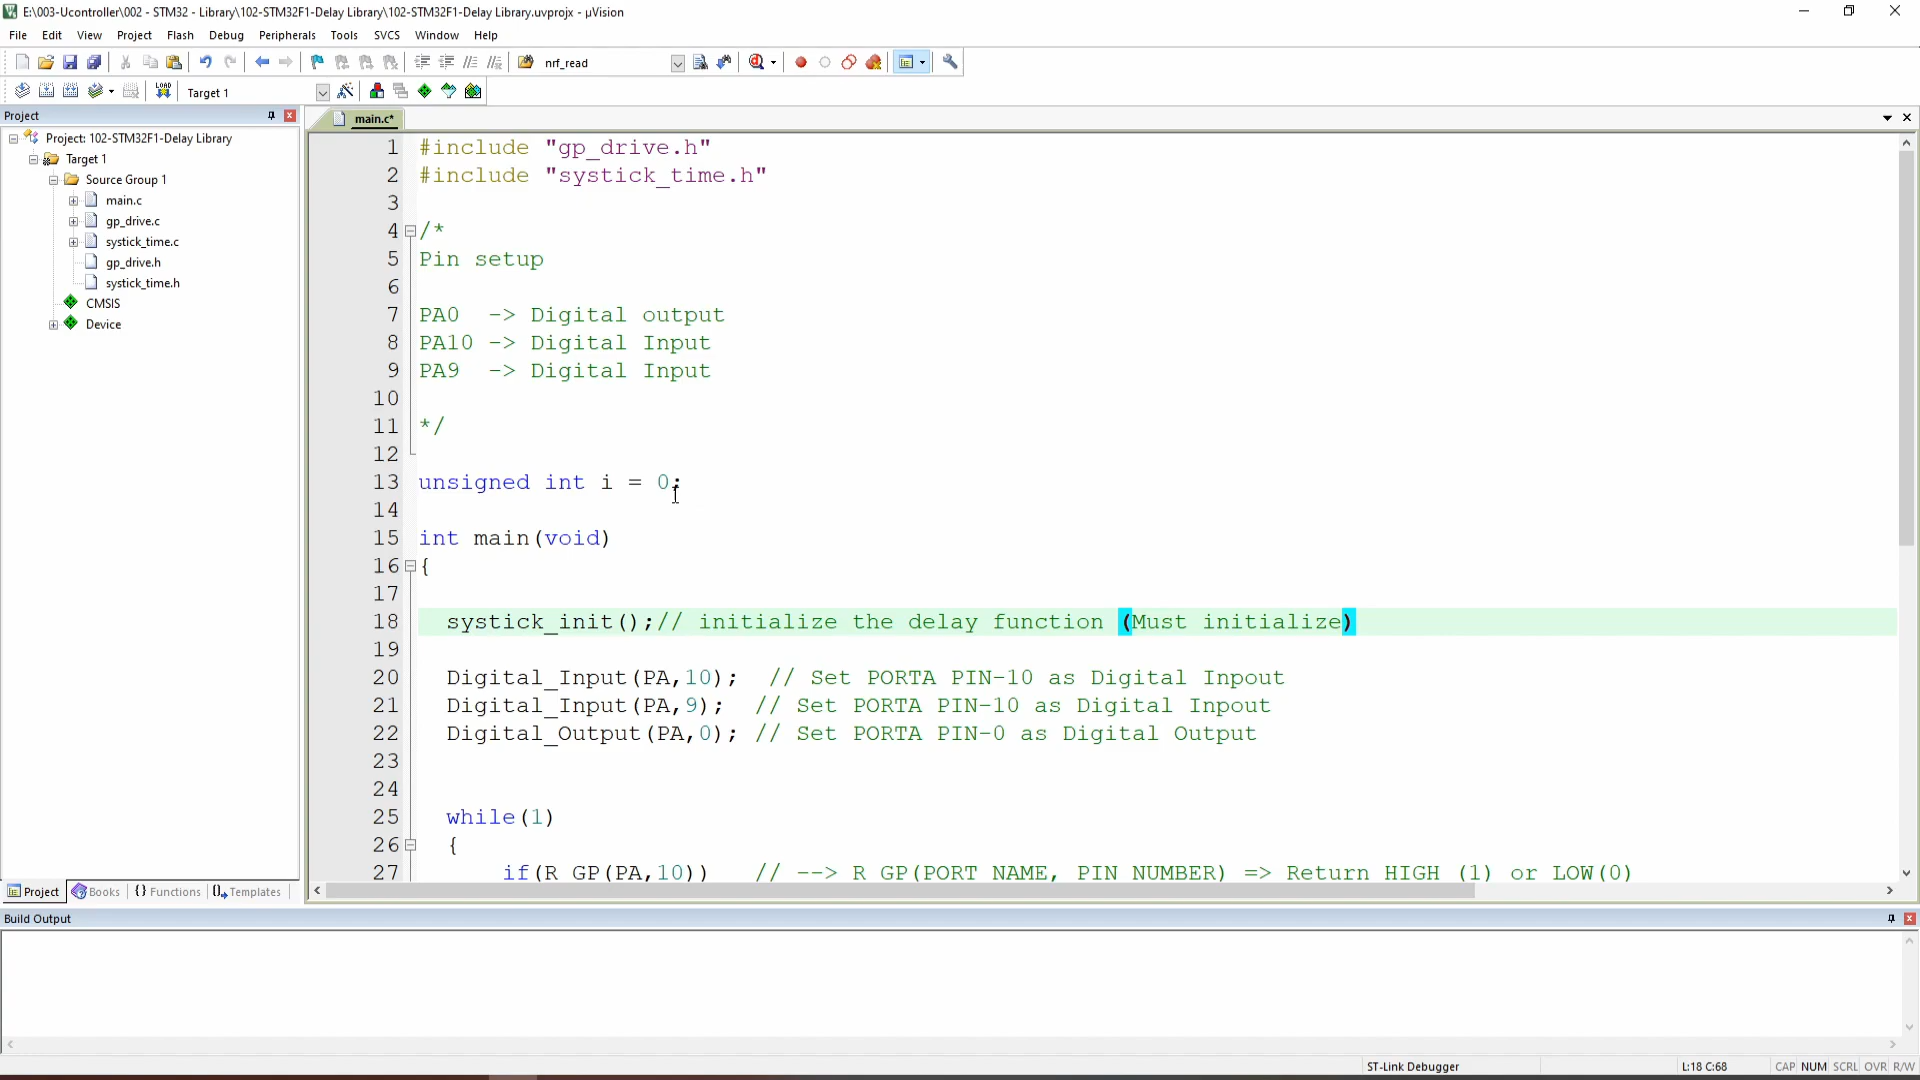 E:\003-Ucontroller\002 - STM32 - Library\102-STM32F1-Delay Library\102-STM32F1-Delay Library.uvprojx - µVision
File Edit View Project Flash Debug Peripherals Tools SVCS Window Help
nrf_read
LOAD Target 1
Project
main.c*
Project: 102-STM32F1-Delay Library
Target 1
Source Group 1
main.c
gp_drive.c
systick_time.c
gp_drive.h
systick_time.h
CMSIS
Device
1 #include "gp_drive.h"
2 #include "systick_time.h"
3
4 /*
5 Pin setup
6
7 PA0 -> Digital output
8 PA10 -> Digital Input
9 PA9 -> Digital Input
10
11 */
12
13 unsigned int i = 0;
14
15 int main(void)
16 {
17
18 systick_init();// initialize the delay function (Must initialize)
19
20 Digital_Input(PA,10); // Set PORTA PIN-10 as Digital Inpout
21 Digital_Input(PA,9); // Set PORTA PIN-10 as Digital Inpout
22 Digital_Output(PA,0); // Set PORTA PIN-0 as Digital Output
23
24
25 while(1)
26 {
27 if(R_GP(PA,10)) // --> R_GP(PORT NAME, PIN NUMBER) => Return HIGH (1) or LOW(0)
Project Books {} Functions Templates
Build Output
ST-Link Debugger L:18 C:68 CAP NUM SCRL OVR R/W